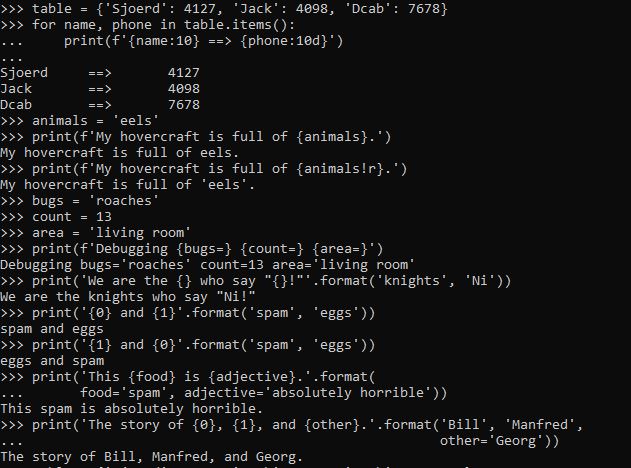 >>> table = {'Sjoerd': 4127, 'Jack': 4098, 'Dcab': 7678}
>>> for name, phone in table.items():
...     print(f'{name:10} ==> {phone:10d}')
...
Sjoerd     ==>       4127
Jack       ==>       4098
Dcab       ==>       7678
>>> animals = 'eels'
>>> print(f'My hovercraft is full of {animals}.')
My hovercraft is full of eels.
>>> print(f'My hovercraft is full of {animals!r}.')
My hovercraft is full of 'eels'.
>>> bugs = 'roaches'
>>> count = 13
>>> area = 'living room'
>>> print(f'Debugging {bugs=} {count=} {area=}')
Debugging bugs='roaches' count=13 area='living room'
>>> print('We are the {} who say "{}!"'.format('knights', 'Ni'))
We are the knights who say "Ni!"
>>> print('{0} and {1}'.format('spam', 'eggs'))
spam and eggs
>>> print('{1} and {0}'.format('spam', 'eggs'))
eggs and spam
>>> print('This {food} is {adjective}.'.format(
...       food='spam', adjective='absolutely horrible'))
This spam is absolutely horrible.
>>> print('The story of {0}, {1}, and {other}.'.format('Bill', 'Manfred',
...                                                    other='Georg'))
The story of Bill, Manfred, and Georg.